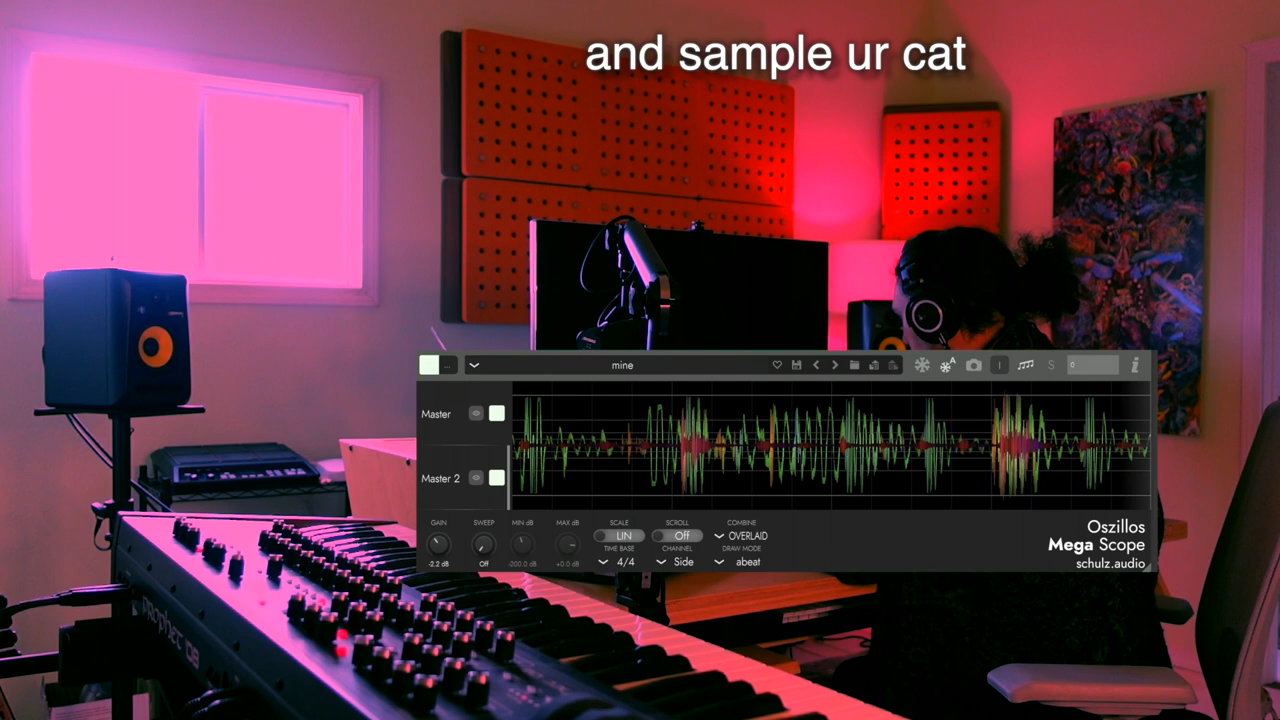 and sample ur cat
mine
0
Master
Master 2
GAIN
SWEEP
MIN dB
MAX dB
SCALE
SCROLL
COMBINE
LIN
Off
OVERLAID
TIME BASE
CHANNEL
DRAW MODE
-2.2 dB
Off
-200.0 dB
+0.0 dB
4/4
Side
abeat
Oszillos
Mega Scope
schulz.audio
prophet '08
A
S